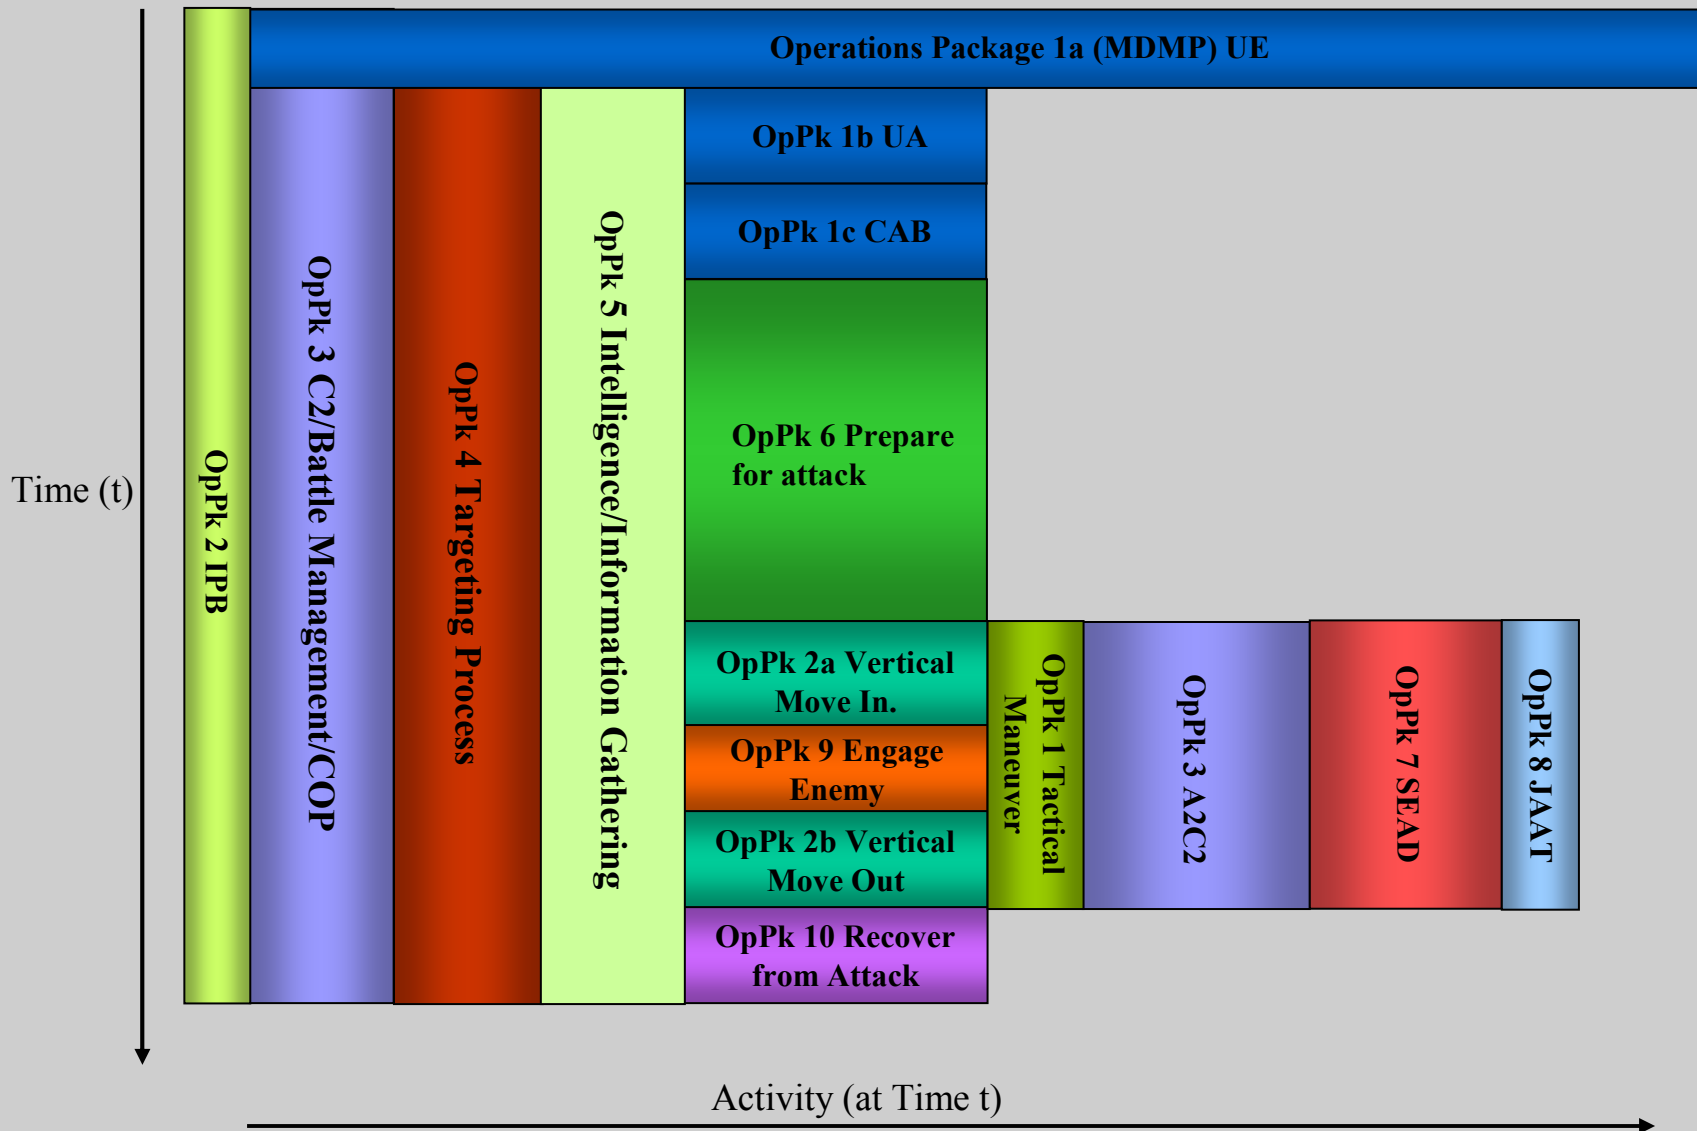 Operations Package 1a (MDMP) UE
Time (t)
OpPk 2 IPB
OpPk 3 C2/Battle Management/COP
OpPk 4 Targeting Process
OpPk 5 Intelligence/Information Gathering
OpPk 1b UA
OpPk 1c CAB
OpPk 6 Prepare
for attack
OpPk 2a Vertical
Move In.
OpPk 9 Engage
Enemy
OpPk 2b Vertical
Move Out
OpPk 10 Recover
from Attack
OpPk 1 Tactical
Maneuver
OpPk 3 A2C2
OpPk 7 SEAD
OpPk 8 JAAT
Activity (at Time t)